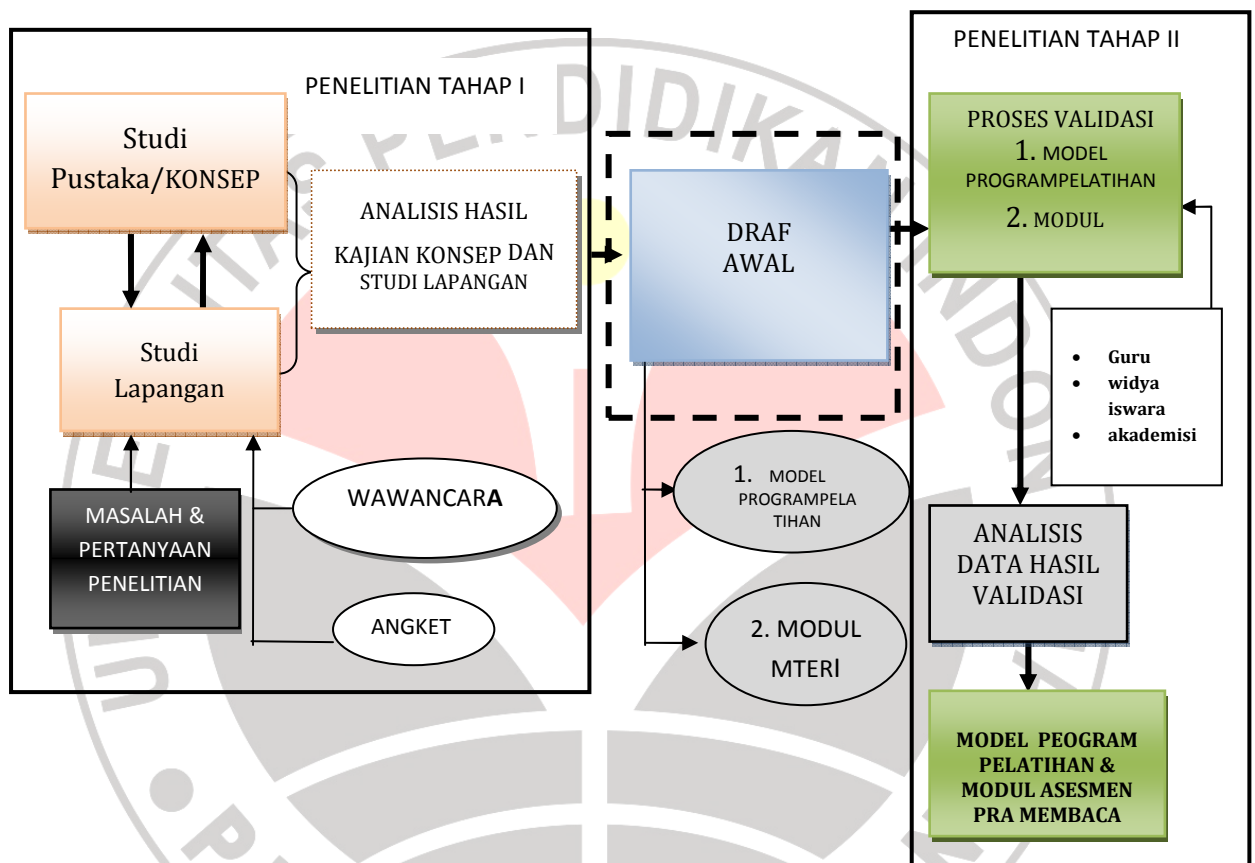 PENELITIAN TAHAP I
Studi
Pustaka/KONSEP
ANALISIS HASIL
KAJIAN KONSEP DAN
STUDI LAPANGAN
Studi
Lapangan
MASALAH &
PERTANYAAN
PENELITIAN
WAWANCARA
ANGKET
DRAF
AWAL
1. MODEL
PROGRAMPELA
TIHAN
2. MODUL
MTERI
PENELITIAN TAHAP II
PROSES VALIDASI
1. MODEL
PROGRAMPELATIHAN
2. MODUL
• Guru
• widya
iswara
• akademisi
ANALISIS
DATA HASIL
VALIDASI
MODEL PEOGRAM
PELATIHAN &
MODUL ASESMEN
PRA MEMBACA